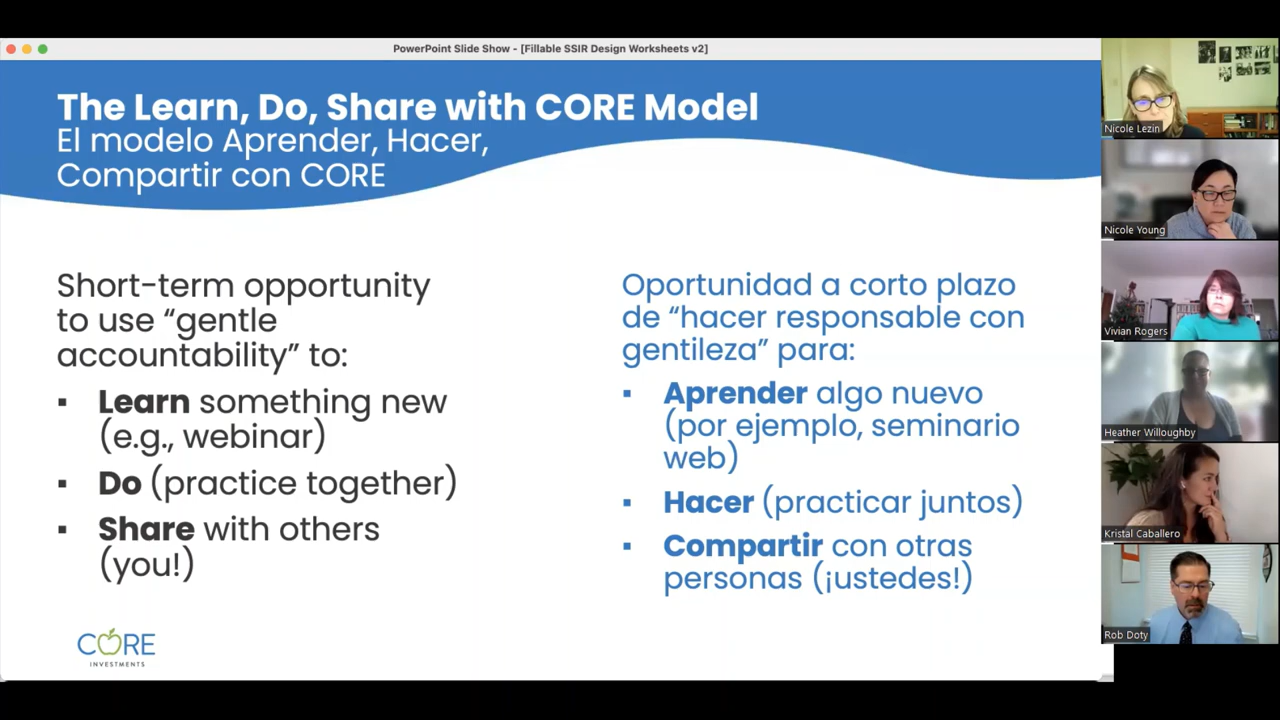 PowerPoint Slide Show - [Fillable SSIR Design Worksheets v2]
The Learn, Do, Share with CORE Model
El modelo Aprender, Hacer,
Compartir con CORE
Short-term opportunity
to use “gentle
accountability” to:
▪ Learn something new
(e.g., webinar)
▪ Do (practice together)
▪ Share with others
(you!)
Oportunidad a corto plazo
de “hacer responsable con
gentileza” para:
▪ Aprender algo nuevo
(por ejemplo, seminario
web)
▪ Hacer (practicar juntos)
▪ Compartir con otras
personas (¡ustedes!)
CORE
INVESTMENTS
Nicole Lezin
Nicole Young
Vivian Rogers
Heather Willoughby
Kristal Caballero
Rob Doty